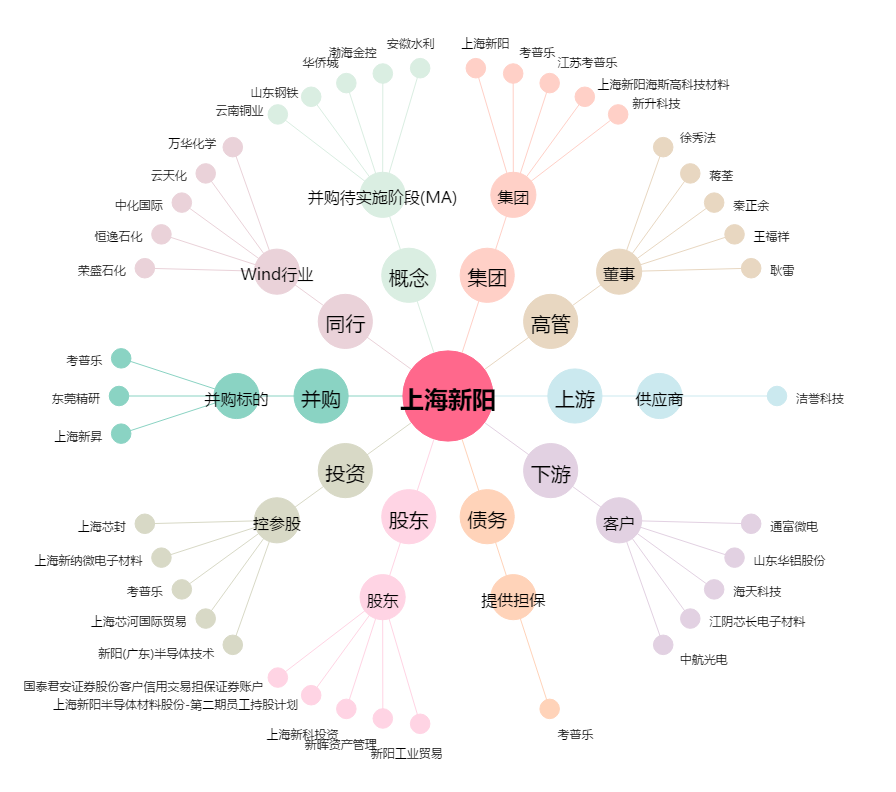 安徽水利
渤海金控
华侨城
山东钢铁
云南铜业
并购待实施阶段(MA)
概念
上海新阳
考普乐
江苏考普乐
上海新阳海斯高科技材料
新升科技
集团
集团
徐秀法
蒋荃
秦正余
王福祥
耿雷
董事
高管
万华化学
云天化
中化国际
恒逸石化
荣盛石化
Wind行业
同行
考普乐
东莞精研
上海新昇
并购标的
并购
上海新阳
上游
供应商
洁誉科技
投资
控参股
上海芯封
上海新纳微电子材料
考普乐
上海芯河国际贸易
新阳(广东)半导体技术
股东
股东
国泰君安证券股份客户信用交易担保证券账户
上海新阳半导体材料股份-第二期员工持股计划
上海新科投资
新晖资产管理
新阳工业贸易
债务
提供担保
考普乐
下游
客户
通富微电
山东华铝股份
海天科技
江阴芯长电子材料
中航光电